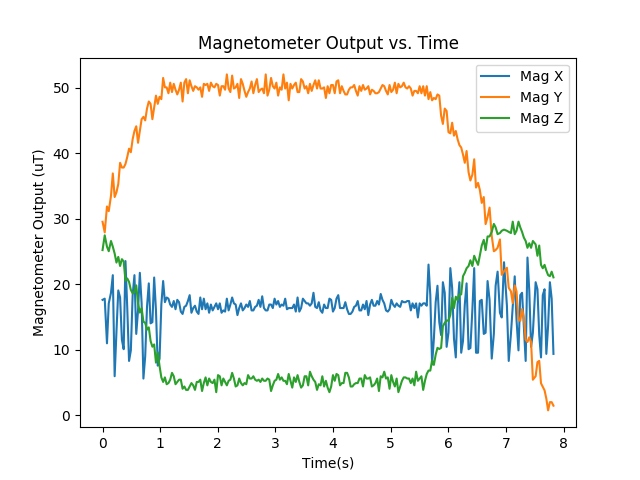 Magnetometer Output vs. Time
Mag X
Mag Y
Mag Z
Magnetometer Output (uT)
50
40
30
20
10
0
0 1 2 3 4 5 6 7 8
Time(s)